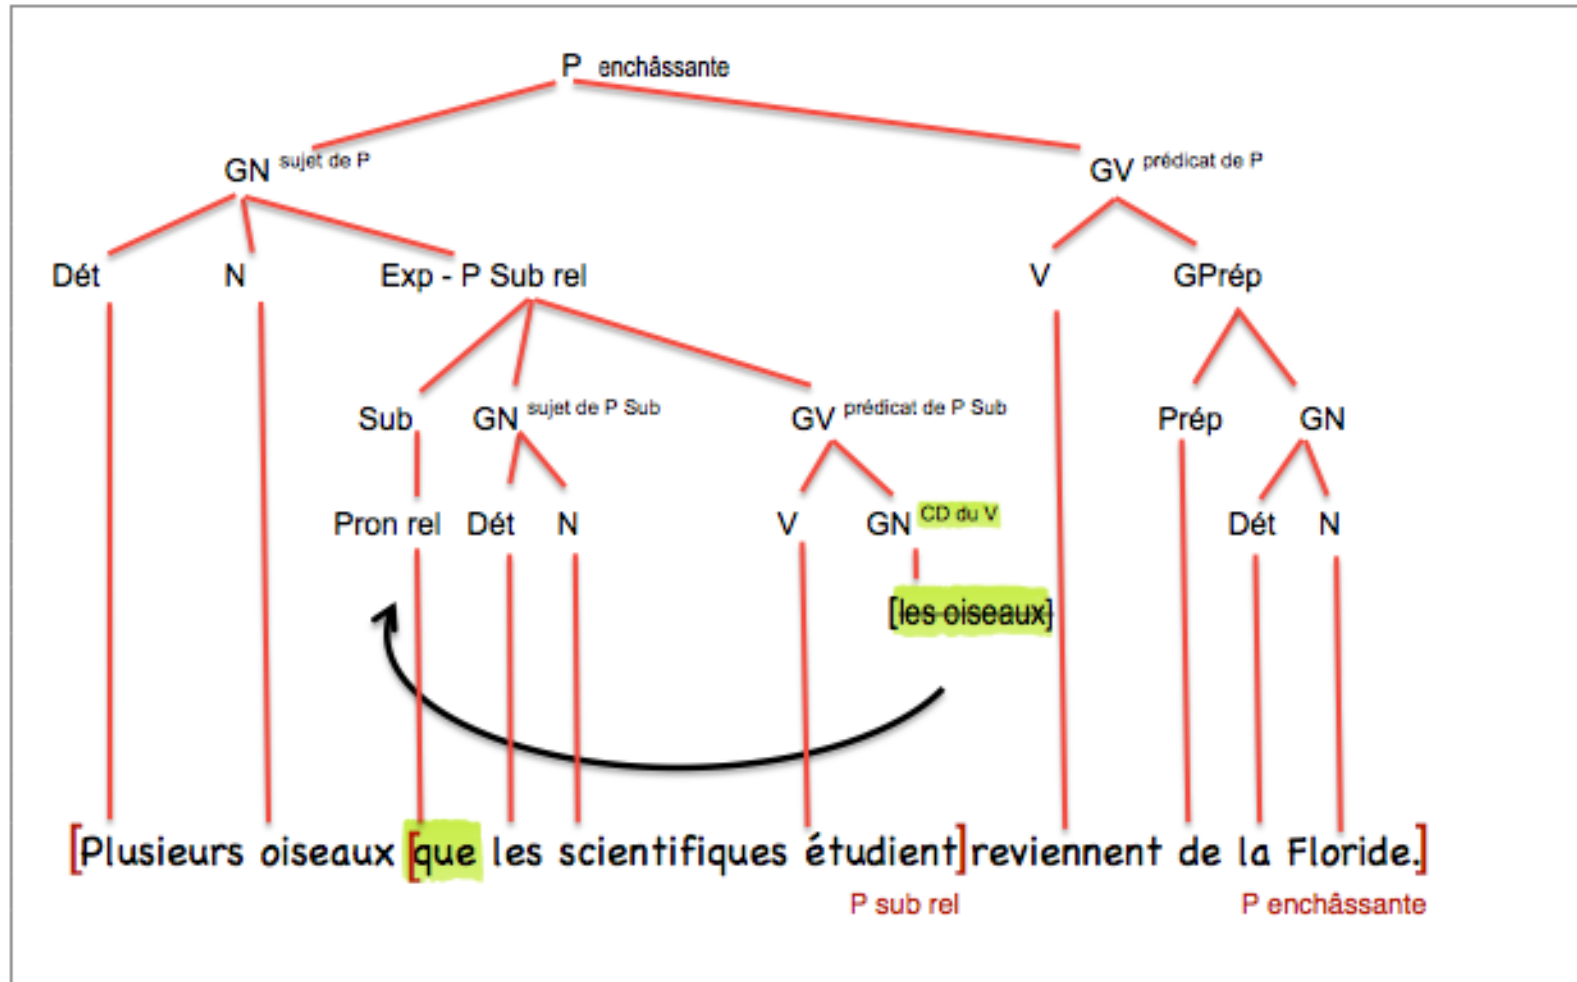 P enchâssante
GN sujet de P GV prédicat de P
Dét N Exp - P Sub rel V GPrép
Sub GN sujet de P Sub GV prédicat de P Sub Prép GN
Pron rel Dét N V GN CD du V Dét N
[les oiseaux]
[Plusieurs oiseaux [que les scientifiques étudient] reviennent de la Floride.]
P sub rel P enchâssante